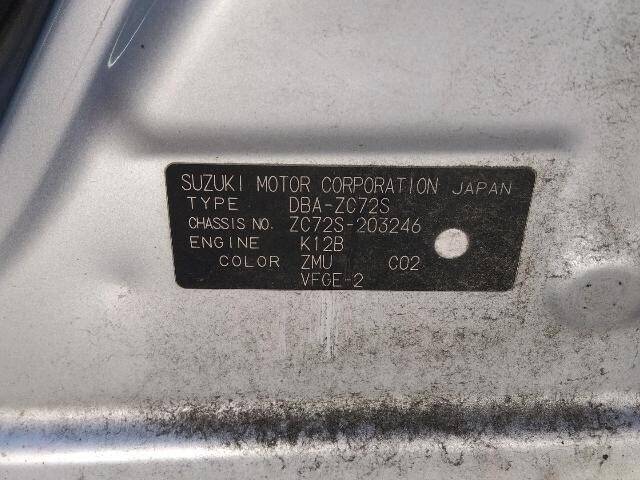 SUZUKI MOTOR CORPORATION JAPAN
TYPE DBA-ZC72S
CHASSIS NO. ZC72S-203246
ENGINE K12B
COLOR ZMU C02
VFGE-2